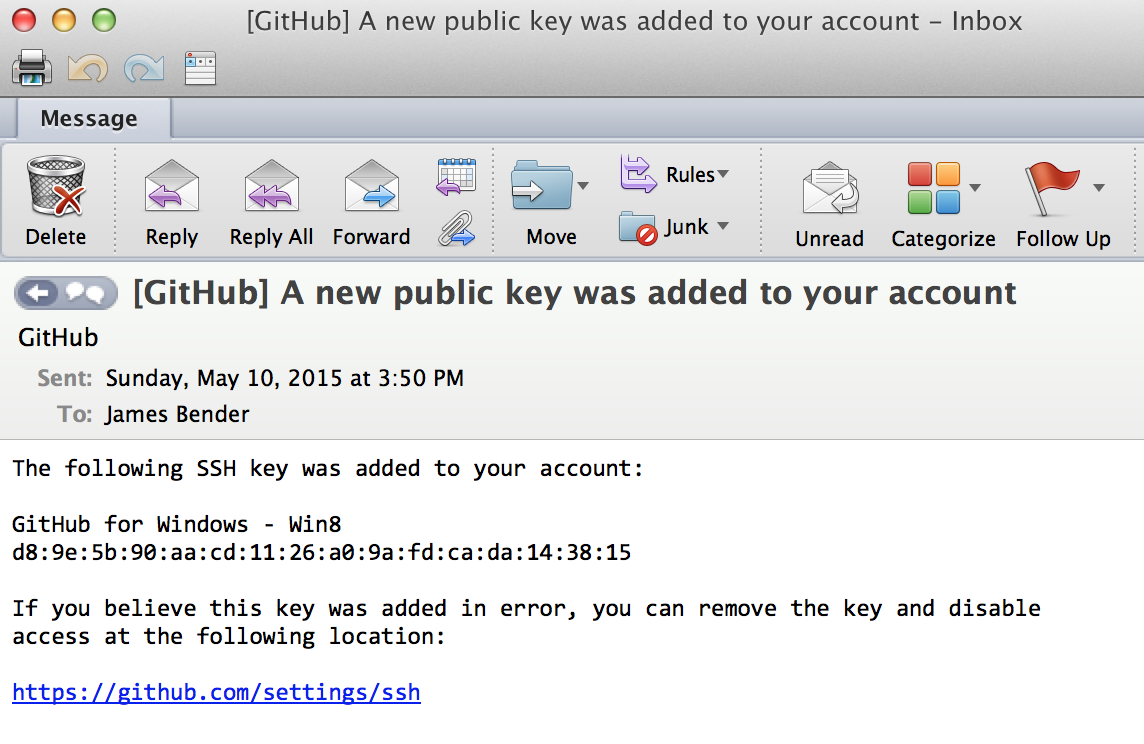 [GitHub] A new public key was added to your account – Inbox
Message
Delete
Reply
Reply All
Forward
Move
Rules
Junk
Unread
Categorize
Follow Up
[GitHub] A new public key was added to your account
GitHub
Sent: Sunday, May 10, 2015 at 3:50 PM
To: James Bender
The following SSH key was added to your account:
GitHub for Windows - Win8
d8:9e:5b:90:aa:cd:11:26:a0:9a:fd:ca:da:14:38:15
If you believe this key was added in error, you can remove the key and disable
access at the following location:
https://github.com/settings/ssh